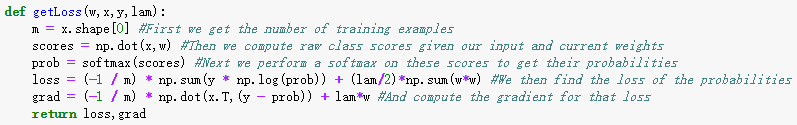 def getLoss(w,x,y,lam):
    m = x.shape[0] #First we get the number of training examples
    scores = np.dot(x,w) #Then we compute raw class scores given our input and current weights
    prob = softmax(scores) #Next we perform a softmax on these scores to get their probabilities
    loss = (-1 / m) * np.sum(y * np.log(prob)) + (lam/2)*np.sum(w*w) #We then find the loss of the probabilities
    grad = (-1 / m) * np.dot(x.T,(y - prob)) + lam*w #And compute the gradient for that loss
    return loss,grad